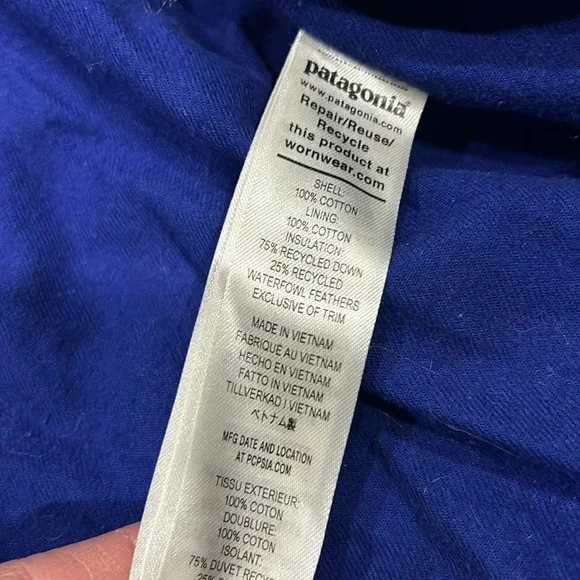 patagonia®
www.patagonia.com
Repair/Reuse/
Recycle
this product at
wornwear.com
SHELL:
100% COTTON
LINING:
100% COTTON
INSULATION:
75% RECYCLED DOWN
25% RECYCLED
WATERFOWL FEATHERS
EXCLUSIVE OF TRIM
MADE IN VIETNAM
FABRIQUÉ AU VIETNAM
HECHO EN VIETNAM
FATTO IN VIETNAM
TILLVERKAD I VIETNAM
ベトナム製
MFG DATE AND LOCATION
AT PCPSIA.COM
TISSU EXTERIEUR:
100% COTON
DOUBLURE:
100% COTON
ISOLANT:
75% DUVET RECY
25%